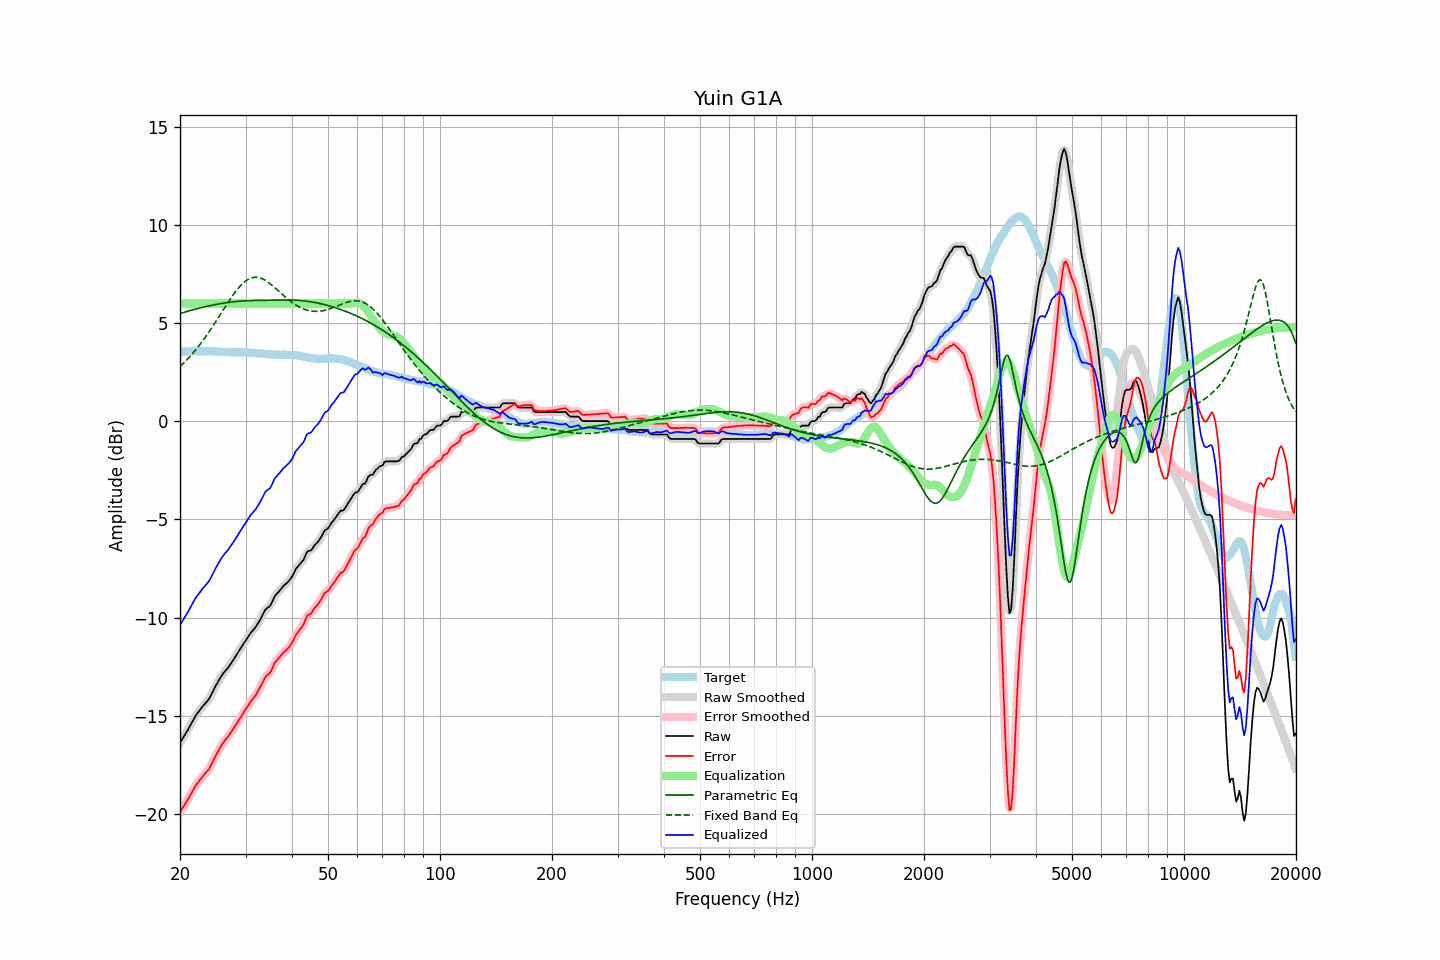 Yuin G1A
Amplitude (dBr)
15
10
5
0
−5
−10
−15
−20
20
50
100
200
500
1000
2000
5000
10000
20000
Frequency (Hz)
Target
Raw Smoothed
Error Smoothed
Raw
Error
Equalization
Parametric Eq
Fixed Band Eq
Equalized